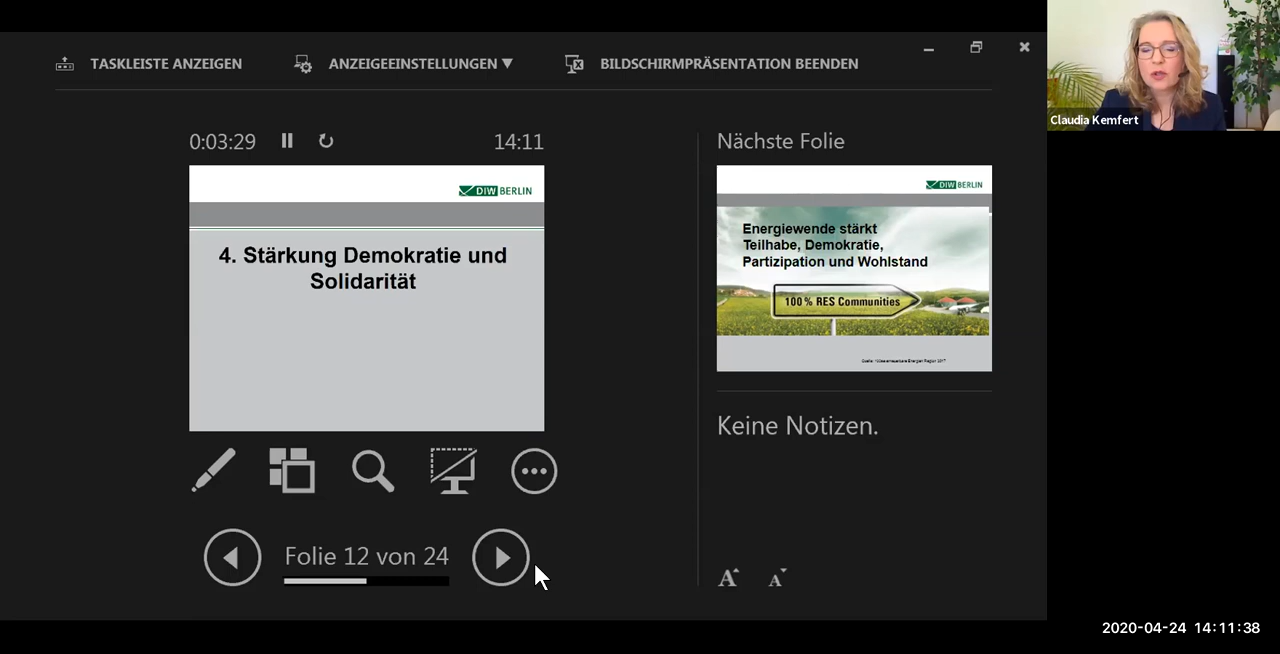 TASKLEISTE ANZEIGEN
ANZEIGEEINSTELLUNGEN
BILDSCHIRMPRÄSENTATION BEENDEN
Claudia Kemfert
0:03:29
14:11
DIW BERLIN
4. Stärkung Demokratie und
Solidarität
Nächste Folie
DIW BERLIN
Energiewende stärkt
Teilhabe, Demokratie,
Partizipation und Wohlstand
100 % RES Communities
Keine Notizen.
Folie 12 von 24
A A
2020-04-24 14:11:38